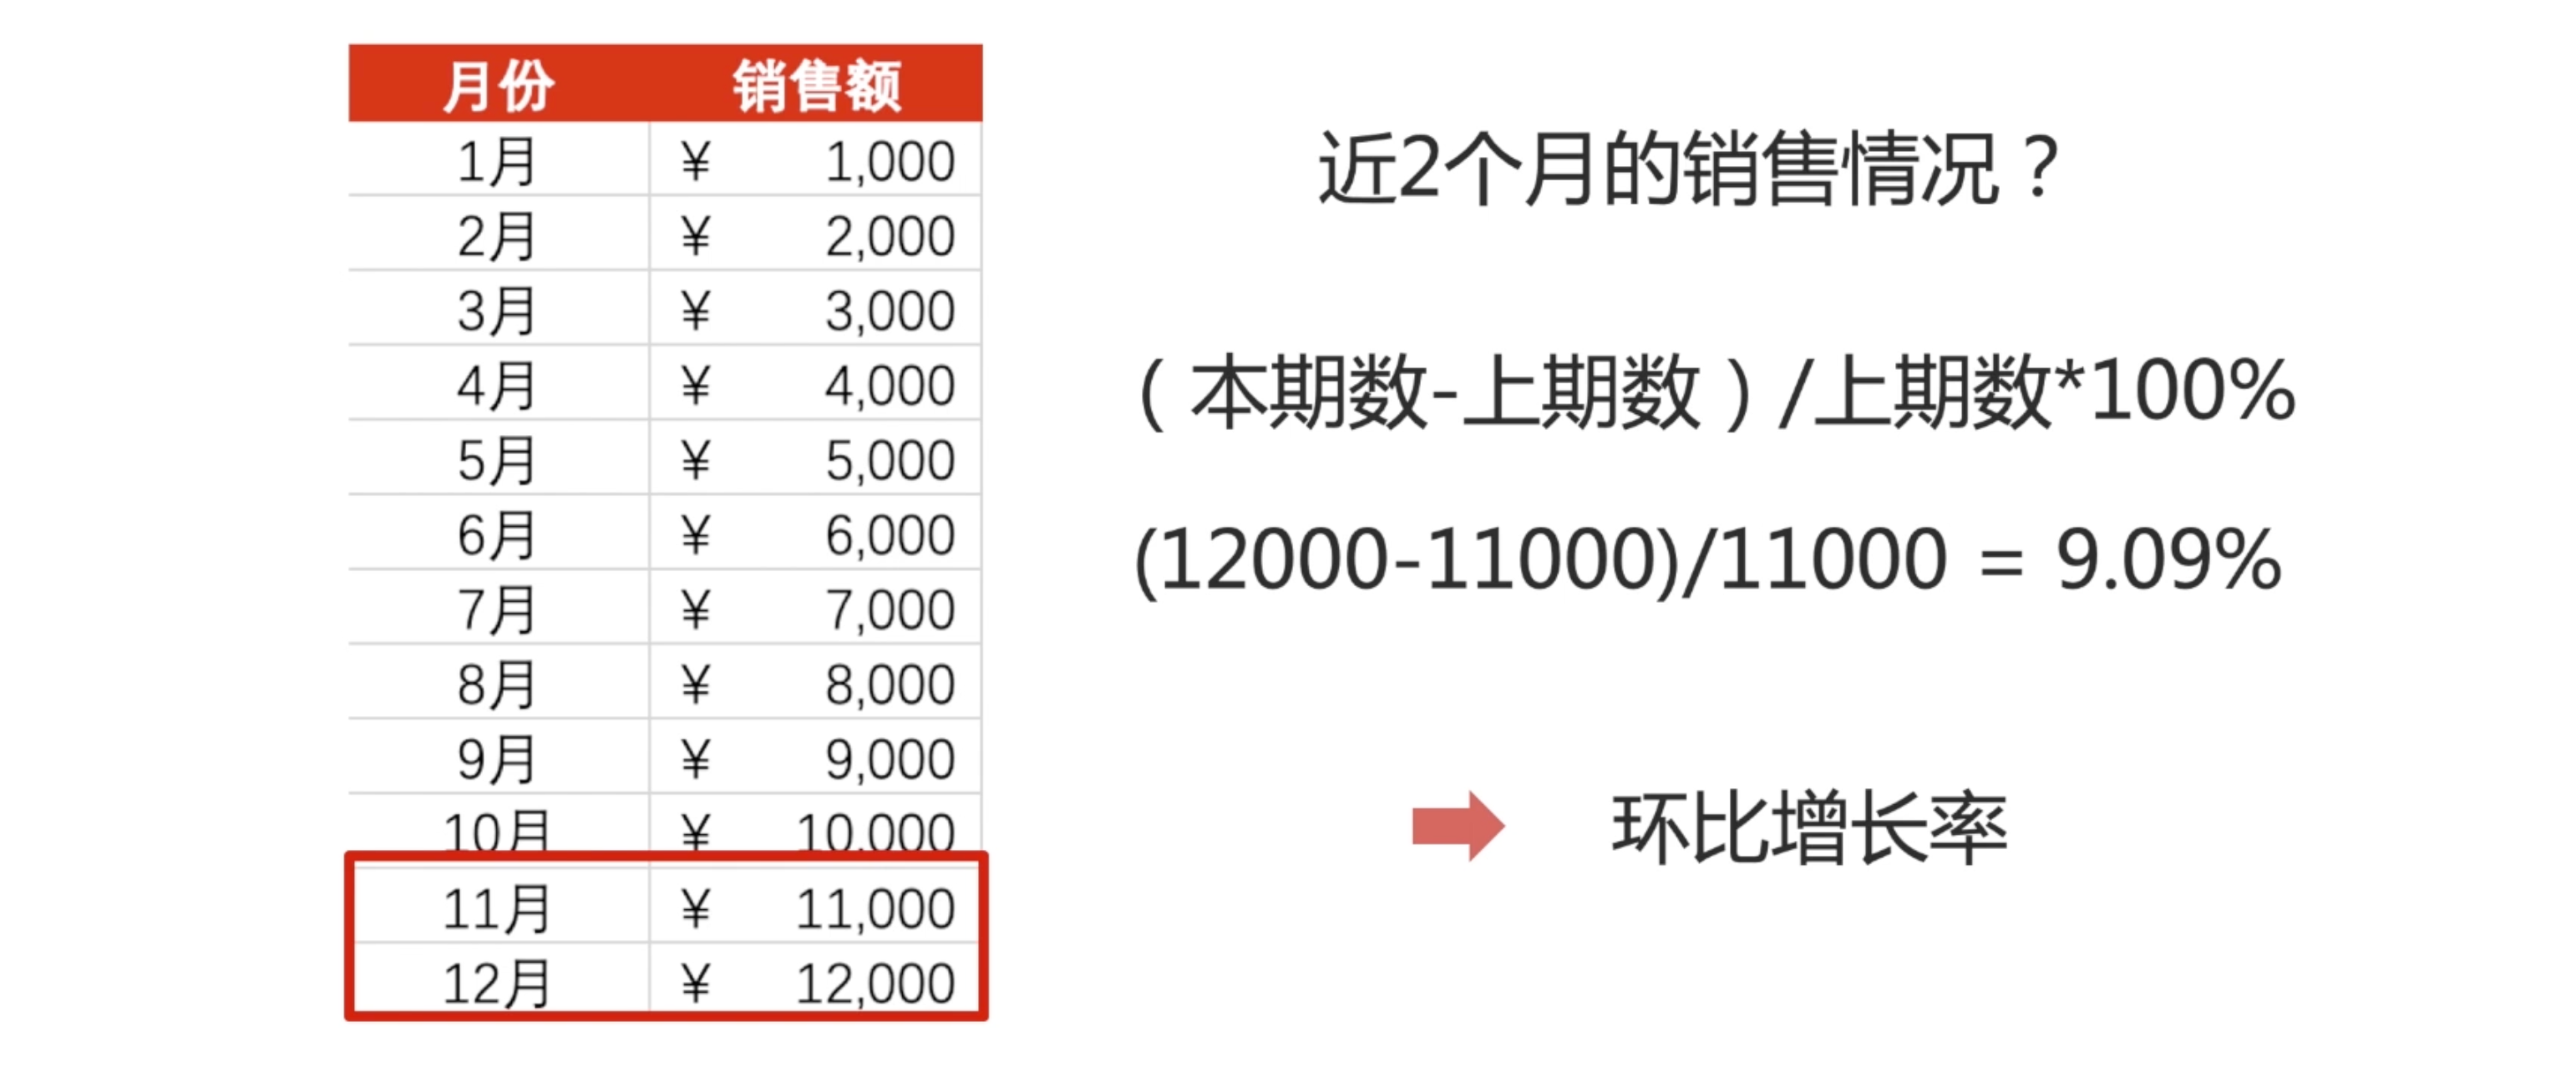 月份 销售额
1月 ¥ 1,000
2月 ¥ 2,000
3月 ¥ 3,000
4月 ¥ 4,000
5月 ¥ 5,000
6月 ¥ 6,000
7月 ¥ 7,000
8月 ¥ 8,000
9月 ¥ 9,000
10月 ¥ 10,000
11月 ¥ 11,000
12月 ¥ 12,000
近2个月的销售情况？
（本期数-上期数）/上期数*100%
(12000-11000)/11000 = 9.09%
环比增长率